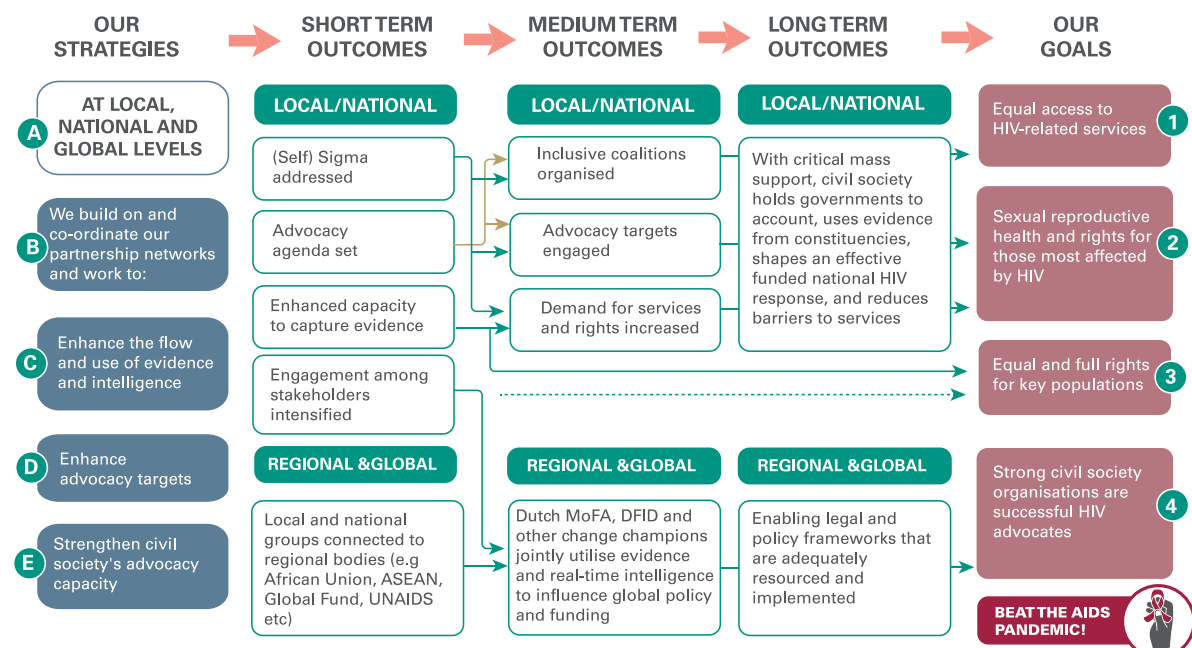 OUR
STRATEGIES
SHORT TERM
OUTCOMES
MEDIUM TERM
OUTCOMES
LONG TERM
OUTCOMES
OUR
GOALS
A
AT LOCAL,
NATIONAL AND
GLOBAL LEVELS
B
We build on and
co-ordinate our
partnership networks
and work to:
C
Enhance the flow
and use of evidence
and intelligence
D
Enhance
advocacy targets
E
Strengthen civil
society's advocacy
capacity
LOCAL/NATIONAL
(Self) Sigma
addressed
Advocacy
agenda set
Enhanced capacity
to capture evidence
Engagement among
stakeholders
intensified
REGIONAL &GLOBAL
Local and national
groups connected to
regional bodies (e.g
African Union, ASEAN,
Global Fund, UNAIDS
etc)
LOCAL/NATIONAL
Inclusive coalitions
organised
Advocacy targets
engaged
Demand for services
and rights increased
REGIONAL &GLOBAL
Dutch MoFA, DFID and
other change champions
jointly utilise evidence
and real-time intelligence
to influence global policy
and funding
LOCAL/NATIONAL
With critical mass
support, civil society
holds governments to
account, uses evidence
from constituencies,
shapes an effective
funded national HIV
response, and reduces
barriers to services
REGIONAL &GLOBAL
Enabling legal and
policy frameworks that
are adequately
resourced and
implemented
Equal access to
HIV-related services
1
Sexual reproductive
health and rights for
those most affected
by HIV
2
Equal and full rights
for key populations
3
Strong civil society
organisations are
successful HIV
advocates
4
BEAT THE AIDS
PANDEMIC!